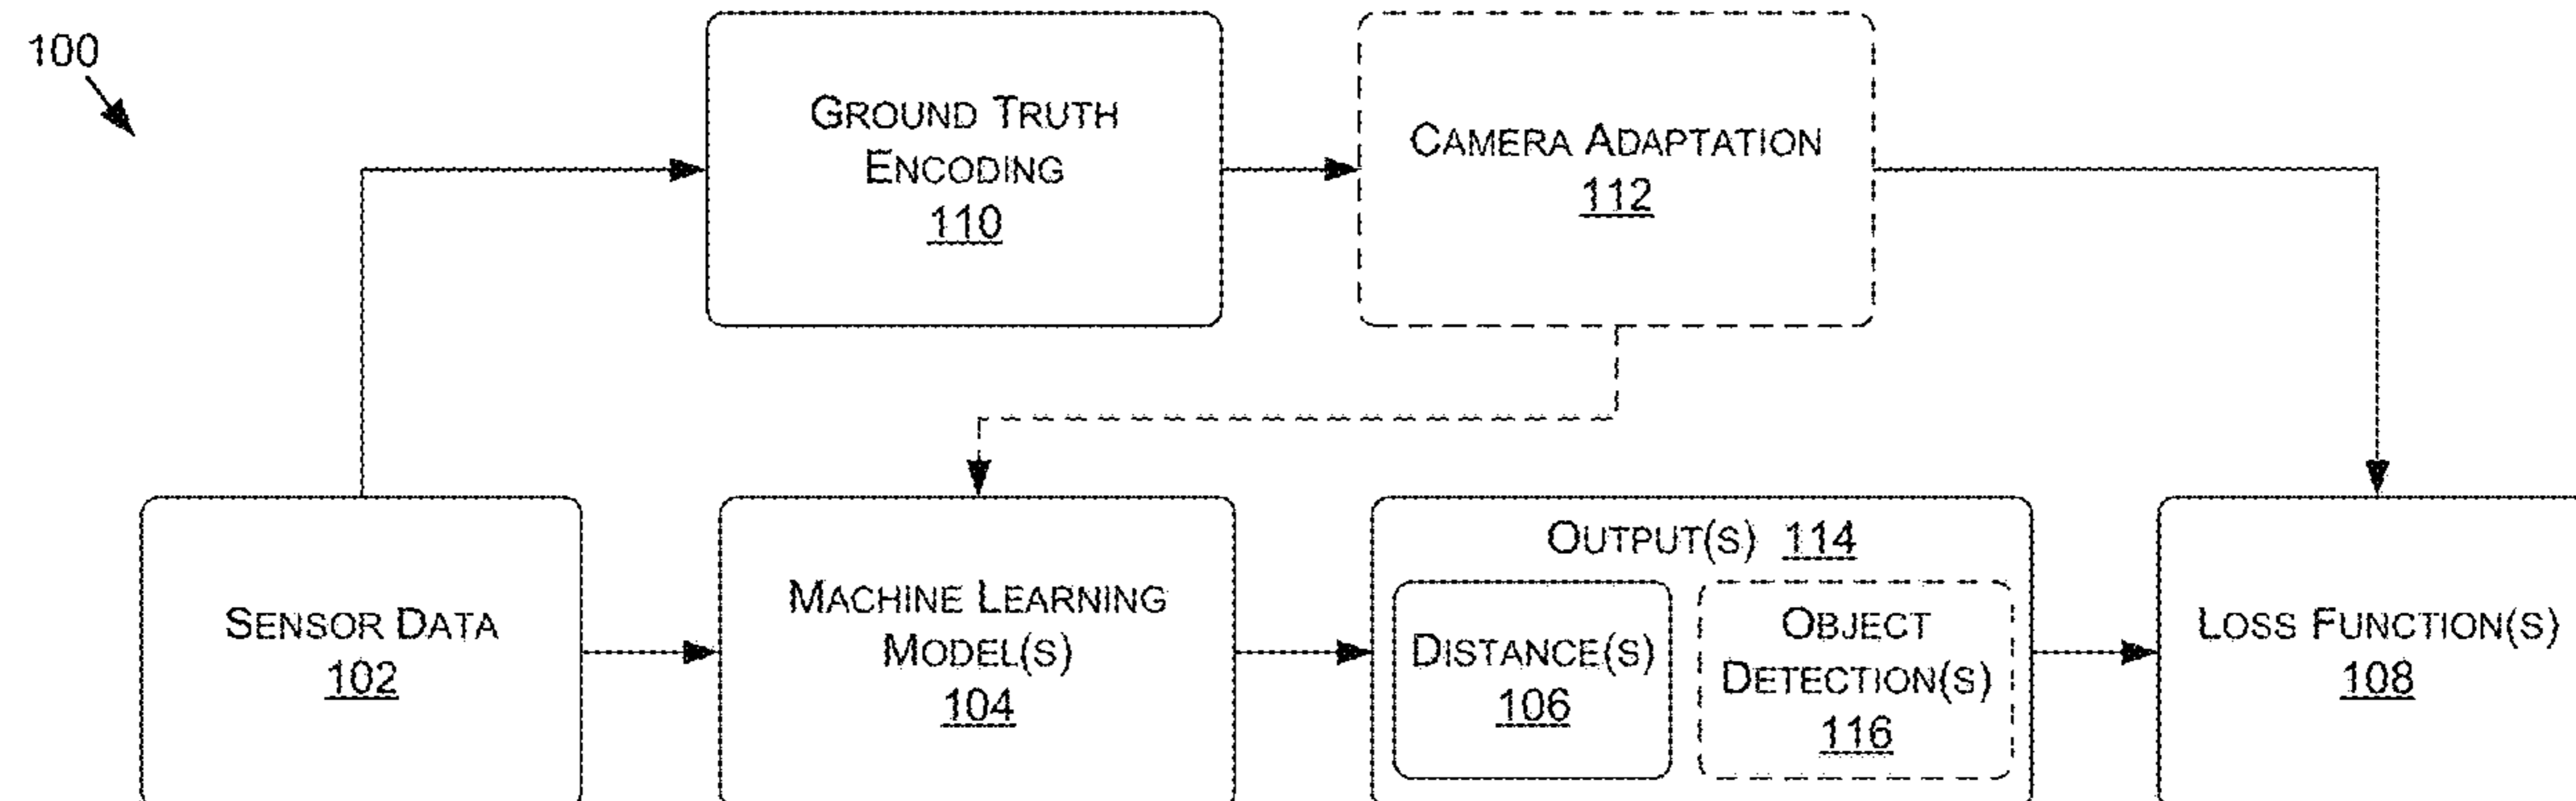 100
GROUND TRUTH
ENCODING
110
CAMERA ADAPTATION
112
SENSOR DATA
102
MACHINE LEARNING
MODEL(S)
104
OUTPUT(S) 114
DISTANCE(S)
106
OBJECT
DETECTION(S)
116
LOSS FUNCTION(S)
108